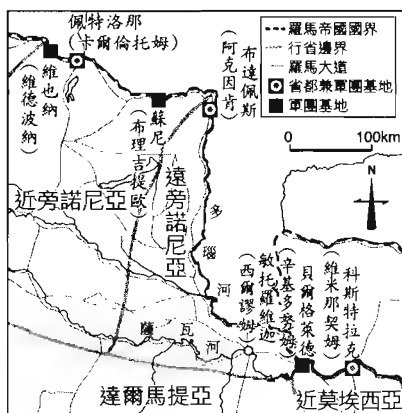 佩特洛那
（卡爾倫托姆）
維也納
（維德波納）
蘇尼
（布理吉提歐）
布達佩斯
（阿克因肯）
羅馬帝國國界
行省邊界
羅馬大道
省都兼軍團基地
軍團基地
0 100km
N
近旁諾尼亞
遠旁諾尼亞
多瑙河
薩瓦河
西爾謬姆
敏托羅維迦
辛基多努姆
貝爾格萊德
維米那契姆
科斯特拉克
達爾馬提亞
近莫埃西亞